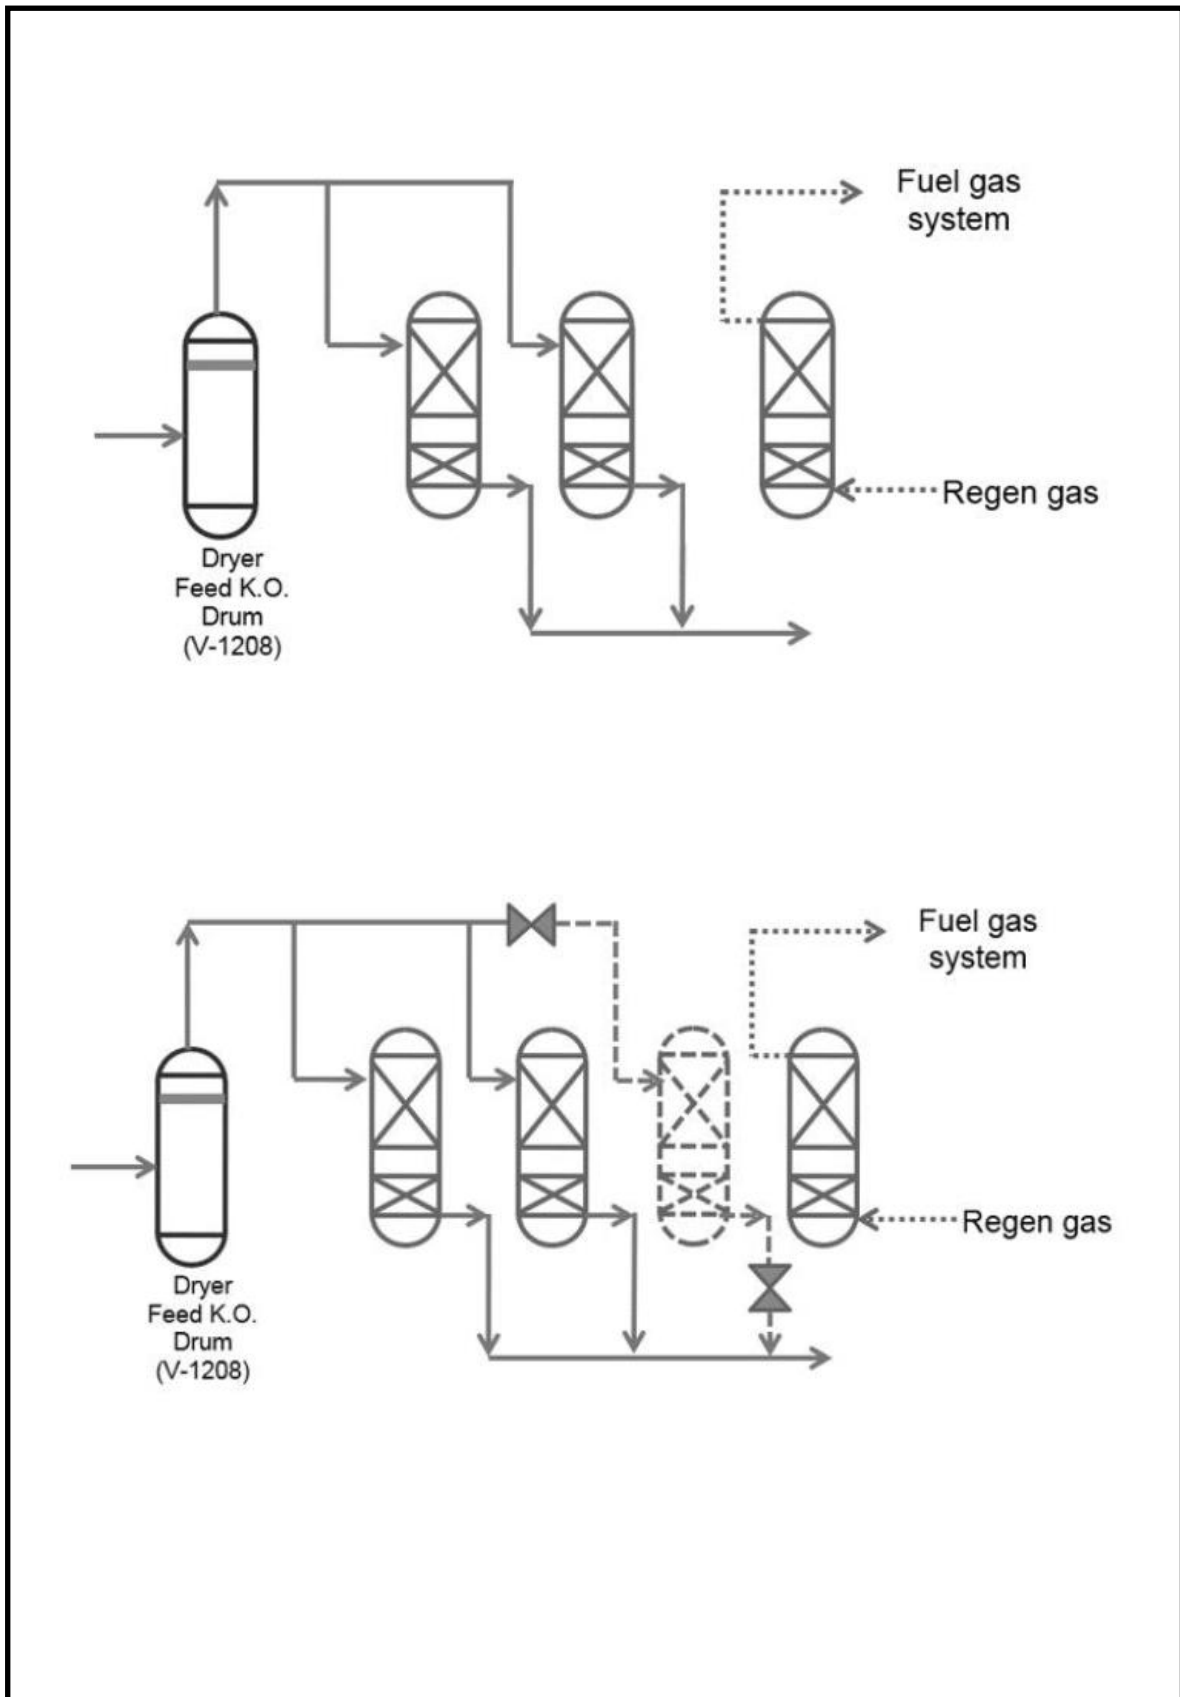 Fuel gas
system
Regen gas
Dryer
Feed K.O.
Drum
(V-1208)
Fuel gas
system
Regen gas
Dryer
Feed K.O.
Drum
(V-1208)